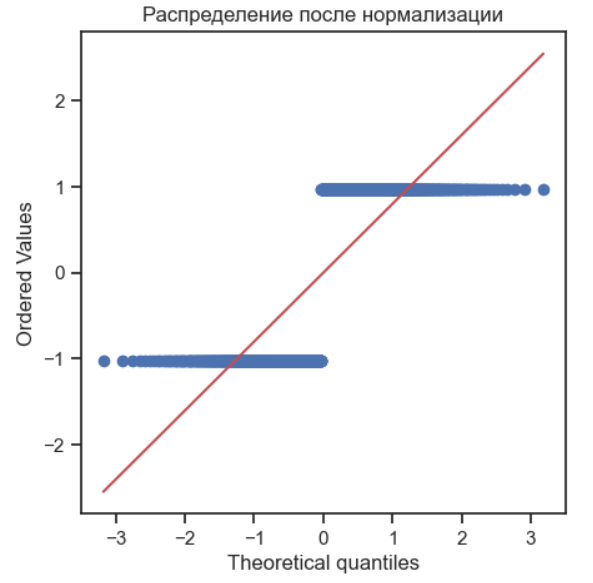 Распределение после нормализации
Ordered Values
2
1
0
−1
−2
−3 −2 −1 0 1 2 3
Theoretical quantiles